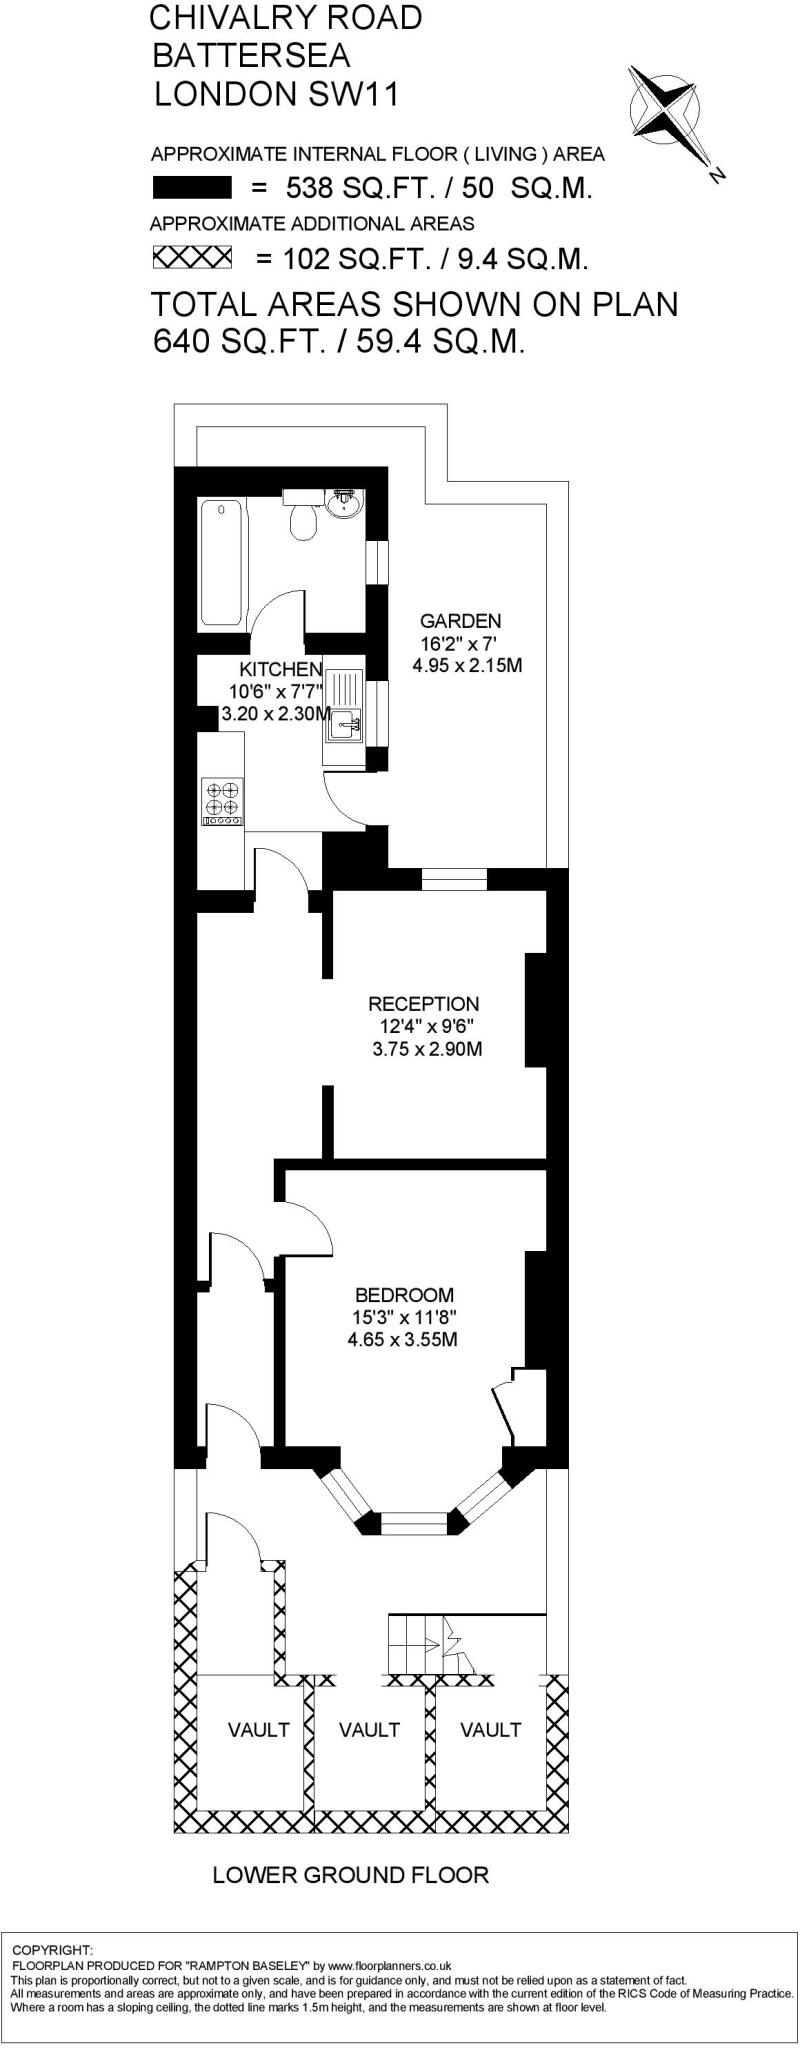 CHIVALRY ROAD
BATTERSEA
LONDON SW11
N
APPROXIMATE INTERNAL FLOOR ( LIVING ) AREA
= 538 SQ.FT. / 50 SQ.M.
APPROXIMATE ADDITIONAL AREAS
= 102 SQ.FT. / 9.4 SQ.M.
TOTAL AREAS SHOWN ON PLAN
640 SQ.FT. / 59.4 SQ.M.
GARDEN
16'2" x 7'
4.95 x 2.15M
KITCHEN
10'6" x 7'7"
3.20 x 2.30M
RECEPTION
12'4" x 9'6"
3.75 x 2.90M
BEDROOM
15'3" x 11'8"
4.65 x 3.55M
VAULT VAULT VAULT
LOWER GROUND FLOOR
COPYRIGHT:
FLOORPLAN PRODUCED FOR "RAMPTON BASELEY" by www.floorplanners.co.uk
This plan is proportionally correct, but not to a given scale, and is for guidance only, and must not be relied upon as a statement of fact.
All measurements and areas are approximate only, and have been prepared in accordance with the current edition of the RICS Code of Measuring Practice.
Where a room has a sloping ceiling, the dotted line marks 1.5m height, and the measurements are shown at floor level.